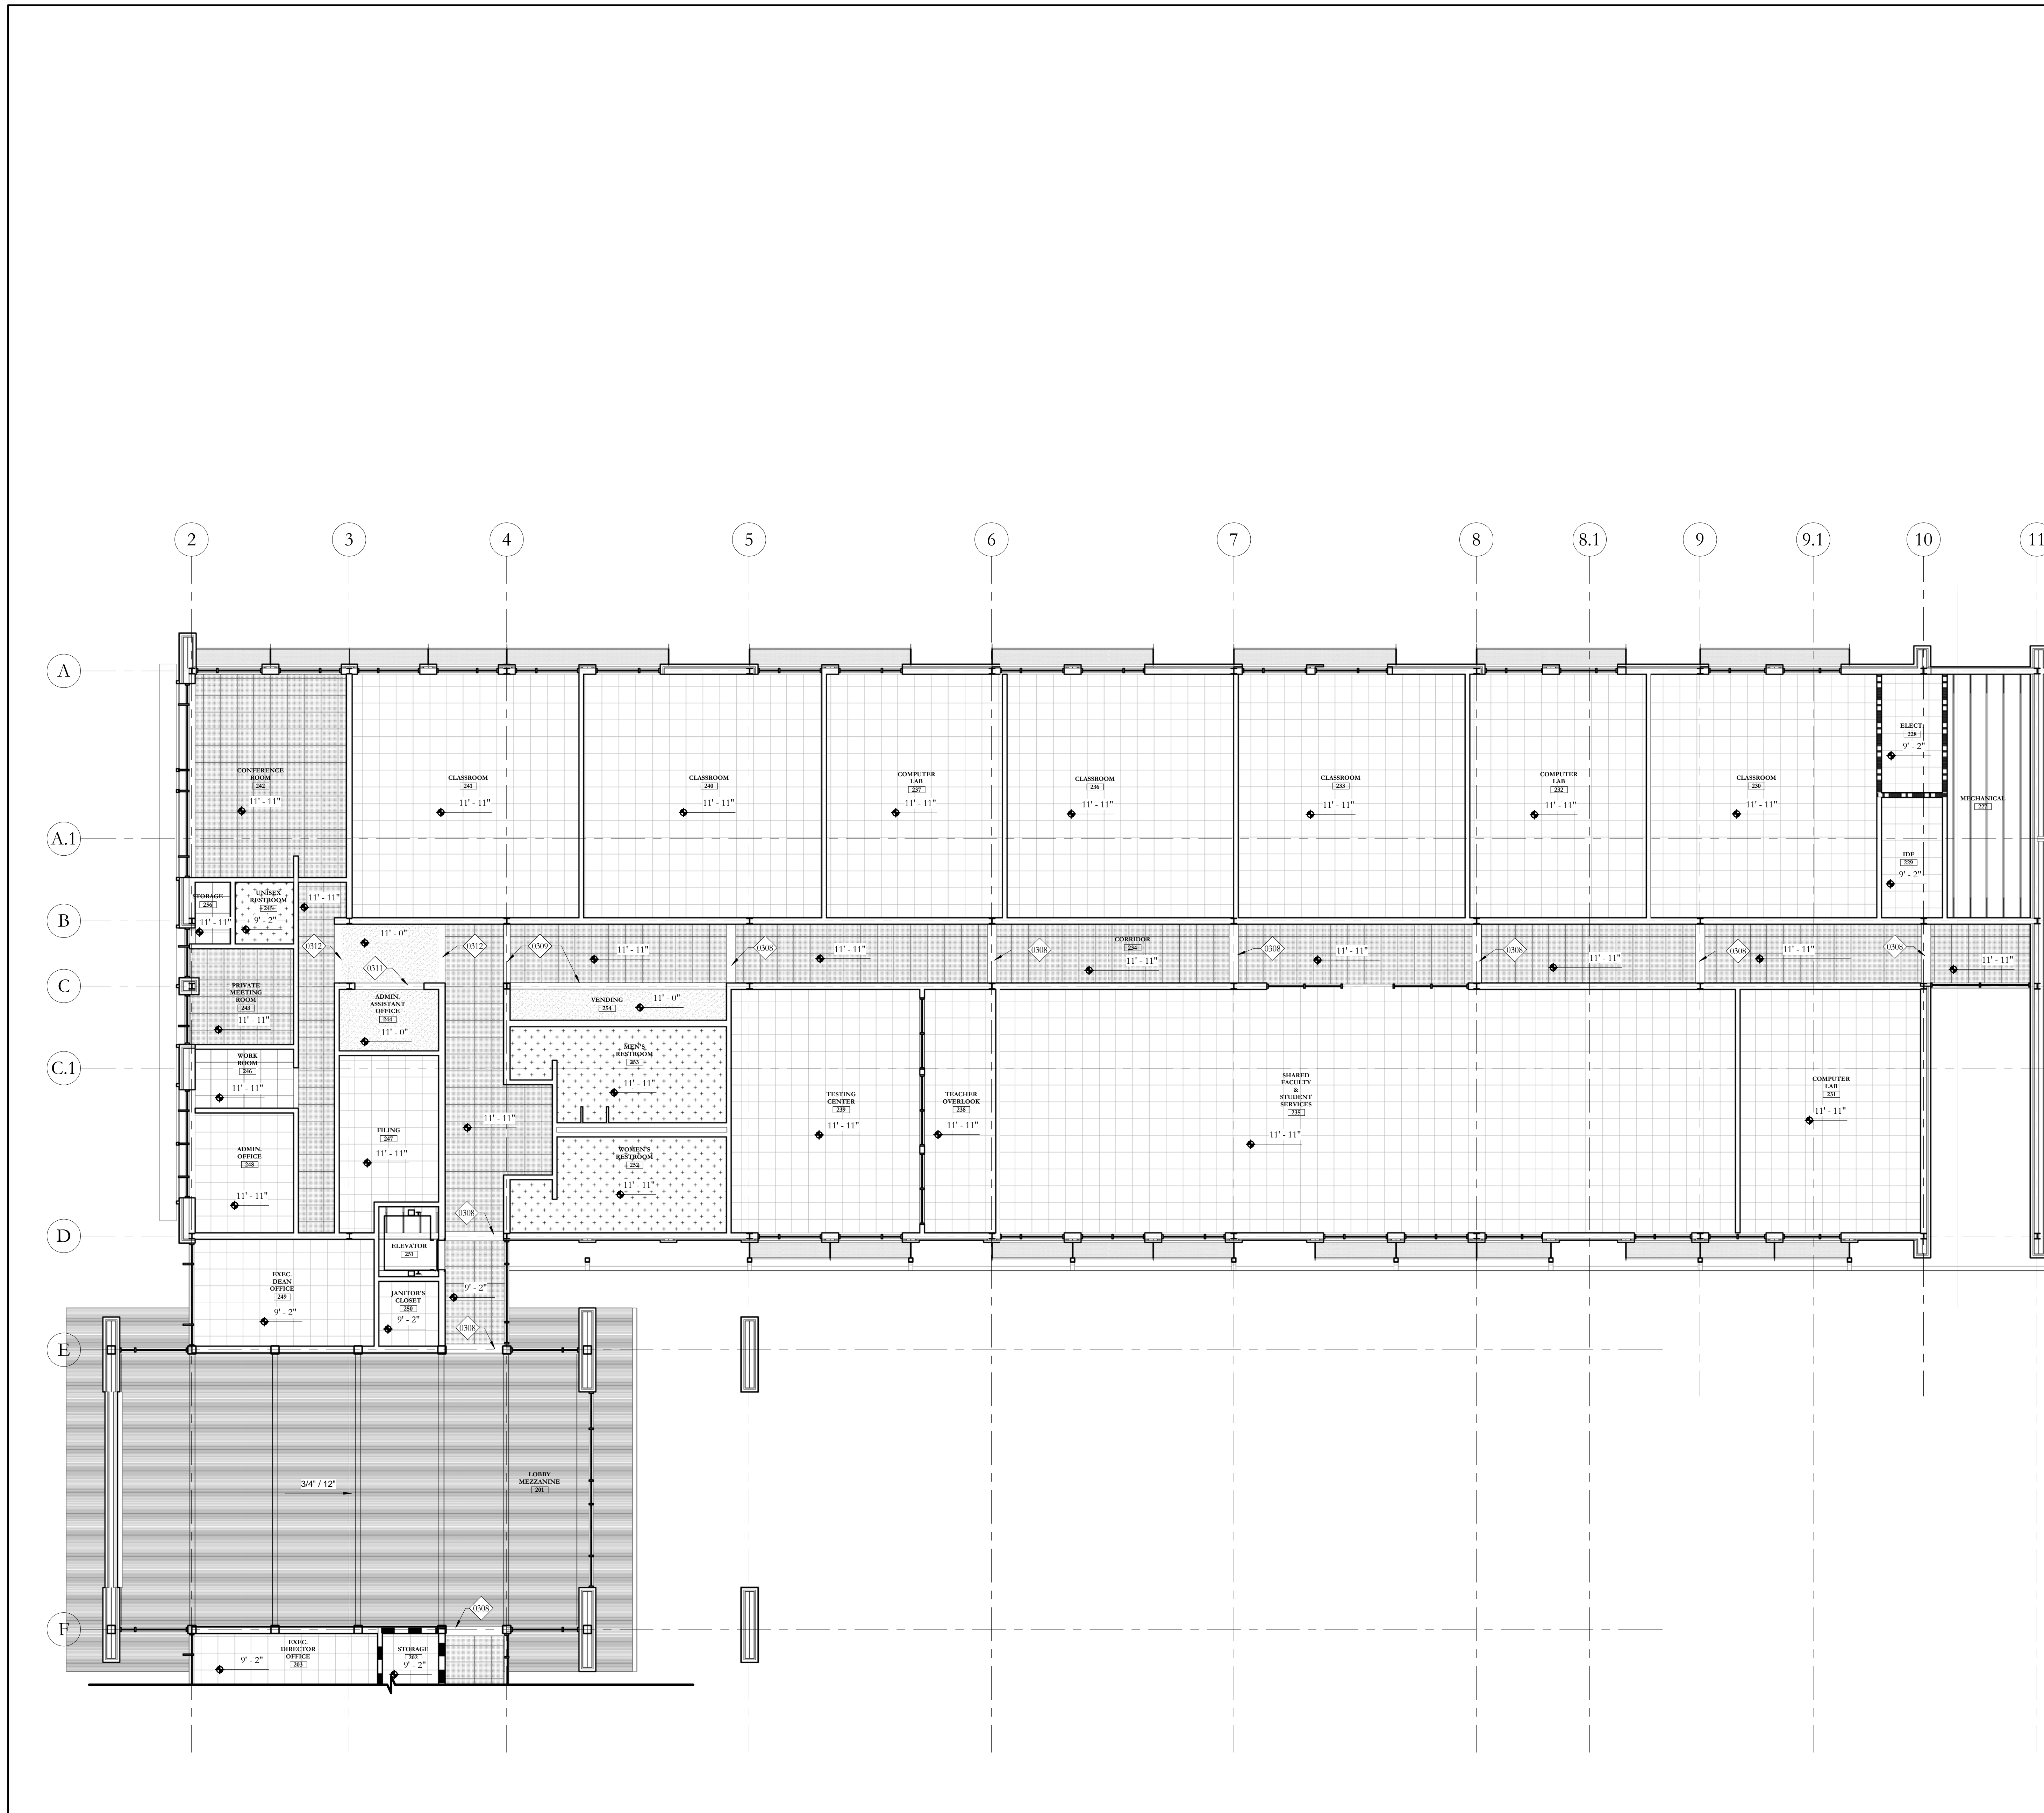 2
3
4
5
6
7
8
8.1
9
9.1
10
11
A
A.1
B
C
C.1
D
E
F
CONFERENCE
ROOM
242
11' - 11"
CLASSROOM
241
11' - 11"
CLASSROOM
240
11' - 11"
COMPUTER
LAB
237
11' - 11"
CLASSROOM
236
11' - 11"
CLASSROOM
233
11' - 11"
COMPUTER
LAB
232
11' - 11"
CLASSROOM
230
11' - 11"
ELECT.
228
9' - 2"
MECHANICAL
227
IDF
229
9' - 2"
STORAGE
256
11' - 11"
UNISEX
RESTROOM
245
9' - 2"
11' - 11"
0312
11' - 0"
0311
0312
0309
11' - 11"
0308
11' - 11"
0308
CORRIDOR
234
11' - 11"
0308
11' - 11"
0308
11' - 11"
0308
11' - 11"
0308
11' - 11"
PRIVATE
MEETING
ROOM
243
11' - 11"
ADMIN.
ASSISTANT
OFFICE
244
11' - 0"
VENDING
254
11' - 0"
WORK
ROOM
246
11' - 11"
MEN'S
RESTROOM
253
11' - 11"
FILING
247
11' - 11"
11' - 11"
TESTING
CENTER
239
11' - 11"
TEACHER
OVERLOOK
238
11' - 11"
SHARED
FACULTY
&
STUDENT
SERVICES
235
11' - 11"
COMPUTER
LAB
231
11' - 11"
ADMIN.
OFFICE
248
11' - 11"
WOMEN'S
RESTROOM
252
11' - 11"
0308
ELEVATOR
251
EXEC.
DEAN
OFFICE
249
9' - 2"
JANITOR'S
CLOSET
250
9' - 2"
9' - 2"
0308
LOBBY
MEZZANINE
201
3/4" / 12"
0308
EXEC.
DIRECTOR
OFFICE
203
9' - 2"
STORAGE
202
9' - 2"